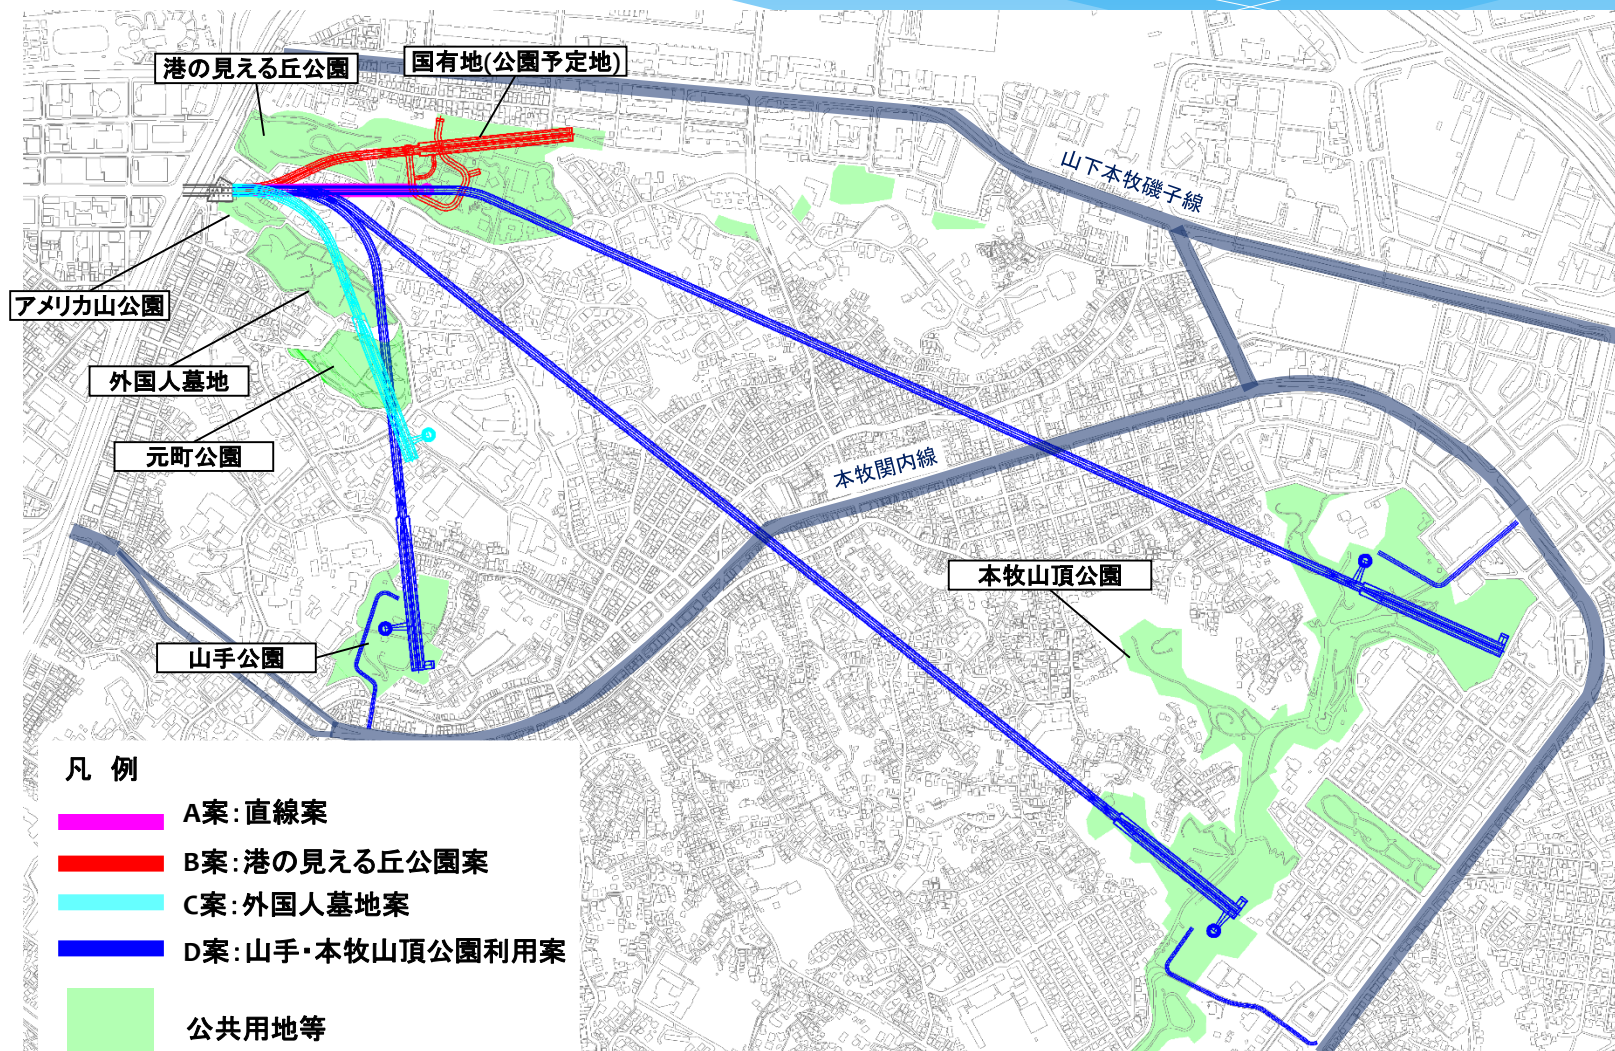 港の見える丘公園
国有地(公園予定地)
山下本牧磯子線
アメリカ山公園
外国人墓地
元町公園
本牧関内線
本牧山頂公園
山手公園
凡 例
A案:直線案
B案:港の見える丘公園案
C案:外国人墓地案
D案:山手・本牧山頂公園利用案
公共用地等